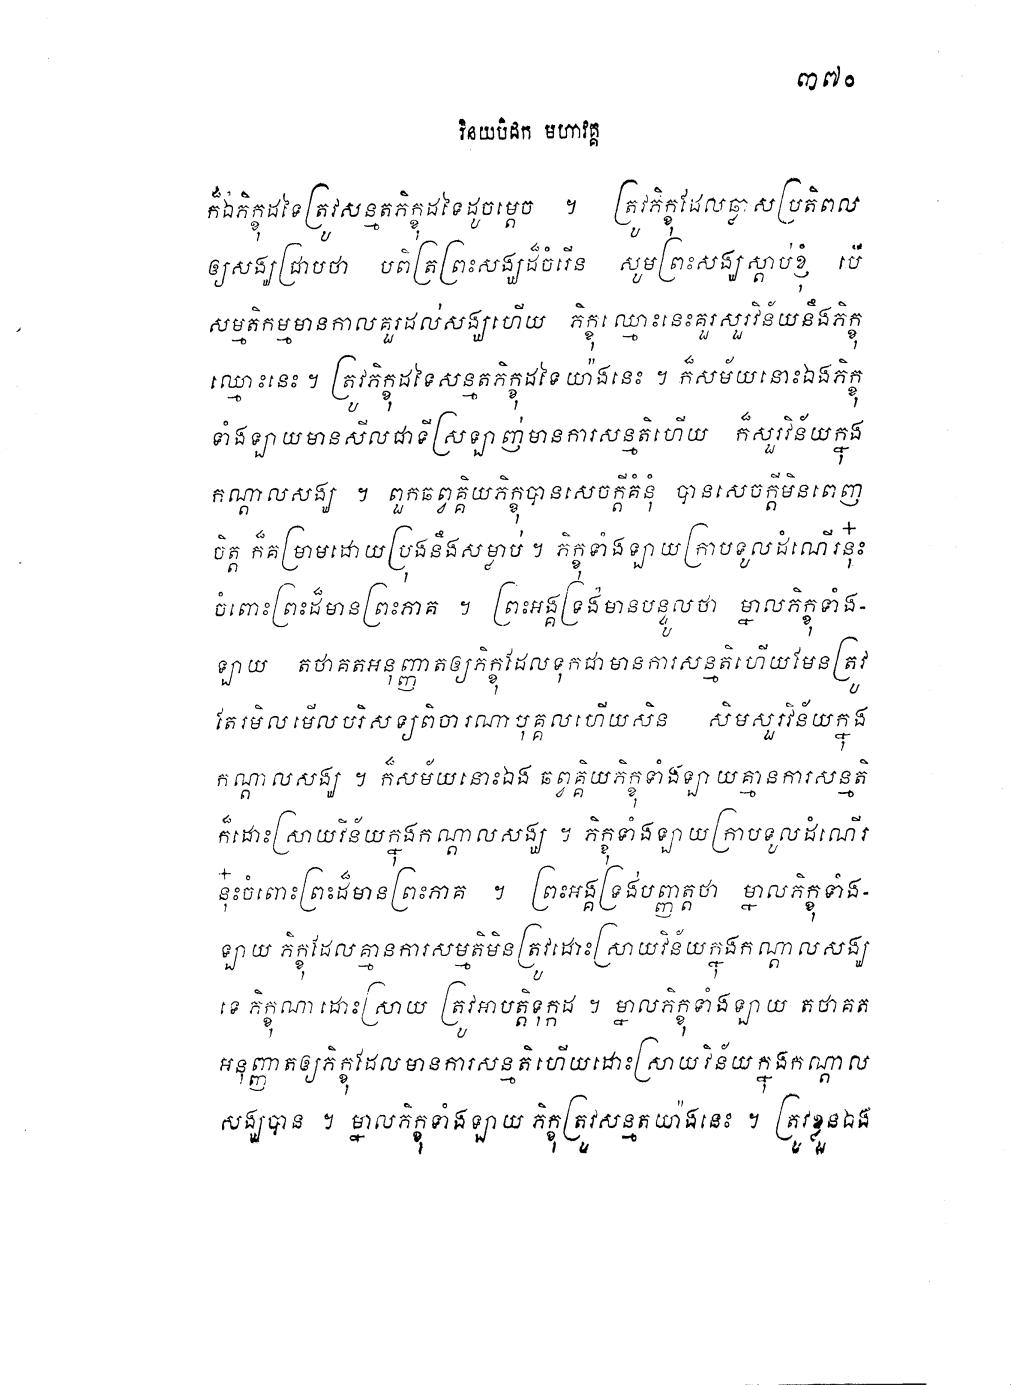 ៣៧០
វិនយបិដក មហាវគ្គ
ក៏ឯភិក្ខុដទៃត្រូវសន្មតភិក្ខុដទៃដូចម្តេច ។ ត្រូវភិក្ខុដែលឆ្លាសប្រតិពល
ឲ្យសង្ឃជ្រាបថា បពិត្រព្រះសង្ឃដ៏ចំរើន សូមព្រះសង្ឃស្តាប់ខ្ញុំ បើ
សម្មតិកម្មមានកាលគួរដល់សង្ឃហើយ ភិក្ខុឈ្មោះនេះគួរសួរវិន័យនឹងភិក្ខុ
ឈ្មោះនេះ ។ ត្រូវភិក្ខុដទៃសន្មតភិក្ខុដទៃយ៉ាងនេះ ។ ក៏សម័យនោះឯងភិក្ខុ
ទាំងឡាយមានសីលជាទីស្រឡាញ់មានការសន្មតិហើយ ក៏សួរវិន័យក្នុង
កណ្តាលសង្ឃ ។ ពួកឆព្វគ្គិយភិក្ខុបានសេចក្តីគំនុំ បានសេចក្តីមិនពេញ
ចិត្ត ក៏គម្រាមដោយប្រុងនឹងសម្លាប់ ។ ភិក្ខុទាំងឡាយក្រាបទូលដំណើរនុ៎ះ
ចំពោះព្រះដ៏មានព្រះភាគ ។ ព្រះអង្គទ្រង់មានបន្ទូលថា ម្នាលភិក្ខុទាំង-
ឡាយ តថាគតអនុញ្ញាតឲ្យភិក្ខុដែលទុកជាមានការសន្មតិហើយមែនត្រូវ
តែរមិលមើលបរិសទ្យពិចារណាបុគ្គលហើយសិន សិមសួរវិន័យក្នុង
កណ្តាលសង្ឃ ។ ក៏សម័យនោះឯង ឆព្វគ្គិយភិក្ខុទាំងឡាយគ្មានការសន្មតិ
ក៏ដោះស្រាយវិន័យក្នុងកណ្តាលសង្ឃ ។ ភិក្ខុទាំងឡាយក្រាបទូលដំណើរ
នុ៎ះចំពោះព្រះដ៏មានព្រះភាគ ។ ព្រះអង្គទ្រង់បញ្ញត្តថា ម្នាលភិក្ខុទាំង-
ឡាយ ភិក្ខុដែលគ្មានការសម្មតិមិនត្រូវដោះស្រាយវិន័យក្នុងកណ្តាលសង្ឃ
ទេ ភិក្ខុណាដោះស្រាយ ត្រូវអាបត្តិទុក្កដ ។ ម្នាលភិក្ខុទាំងឡាយ តថាគត
អនុញ្ញាតឲ្យភិក្ខុដែលមានការសន្មតិហើយដោះស្រាយវិន័យក្នុងកណ្តាល
សង្ឃបាន ។ ម្នាលភិក្ខុទាំងឡាយ ភិក្ខុត្រូវសន្មតយ៉ាងនេះ ។ ត្រូវខ្លួនឯង